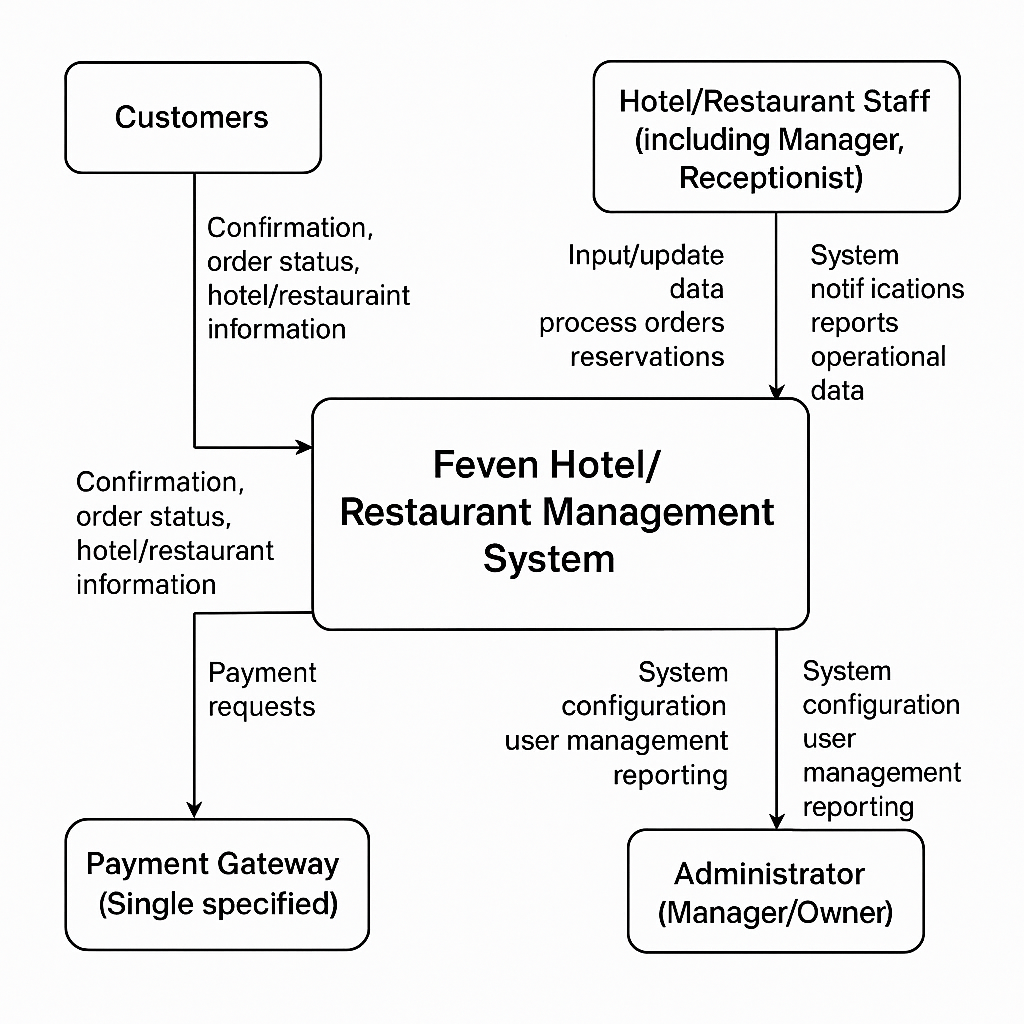 Customers
Hotel/Restaurant Staff
(including Manager,
Receptionist)
Confirmation,
order status,
hotel/restauraint
information
Input/update
data
process orders
reservations
System
notif ications
reports
operational
data
Feven Hotel/
Restaurant Management
System
Confirmation,
order status,
hotel/restaurant
information
Payment
requests
System
configuration
user management
reporting
System
configuration
user
management
reporting
Payment Gateway
(Single specified)
Administrator
(Manager/Owner)